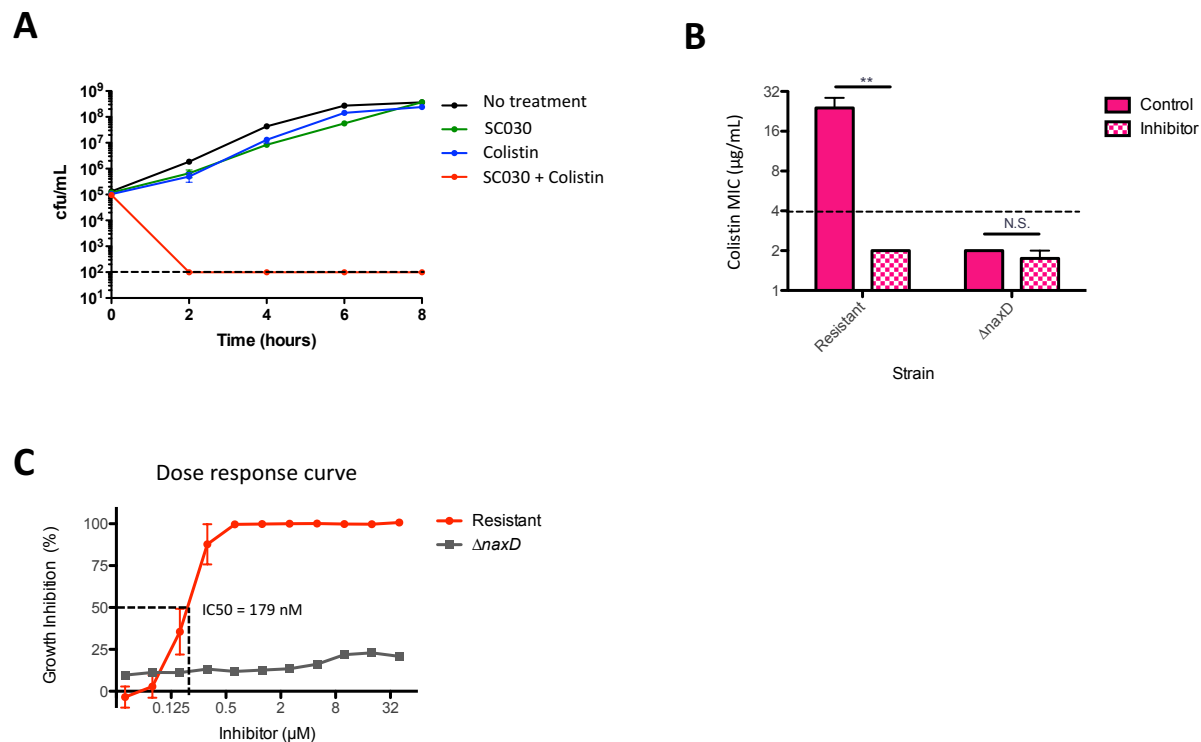 A
cfu/mL
10⁹
10⁸
10⁷
10⁶
10⁵
10⁴
10³
10²
10¹
0 2 4 6 8
Time (hours)
No treatment
SC030
Colistin
SC030 + Colistin
B
Colistin MIC (µg/mL)
32
16
8
4
2
1
**
N.S.
Resistant
ΔnaxD
Strain
Control
Inhibitor
C
Dose response curve
Growth Inhibition (%)
100
75
50
25
0
IC50 = 179 nM
0.125 0.5 2 8 32
Inhibitor (µM)
Resistant
ΔnaxD